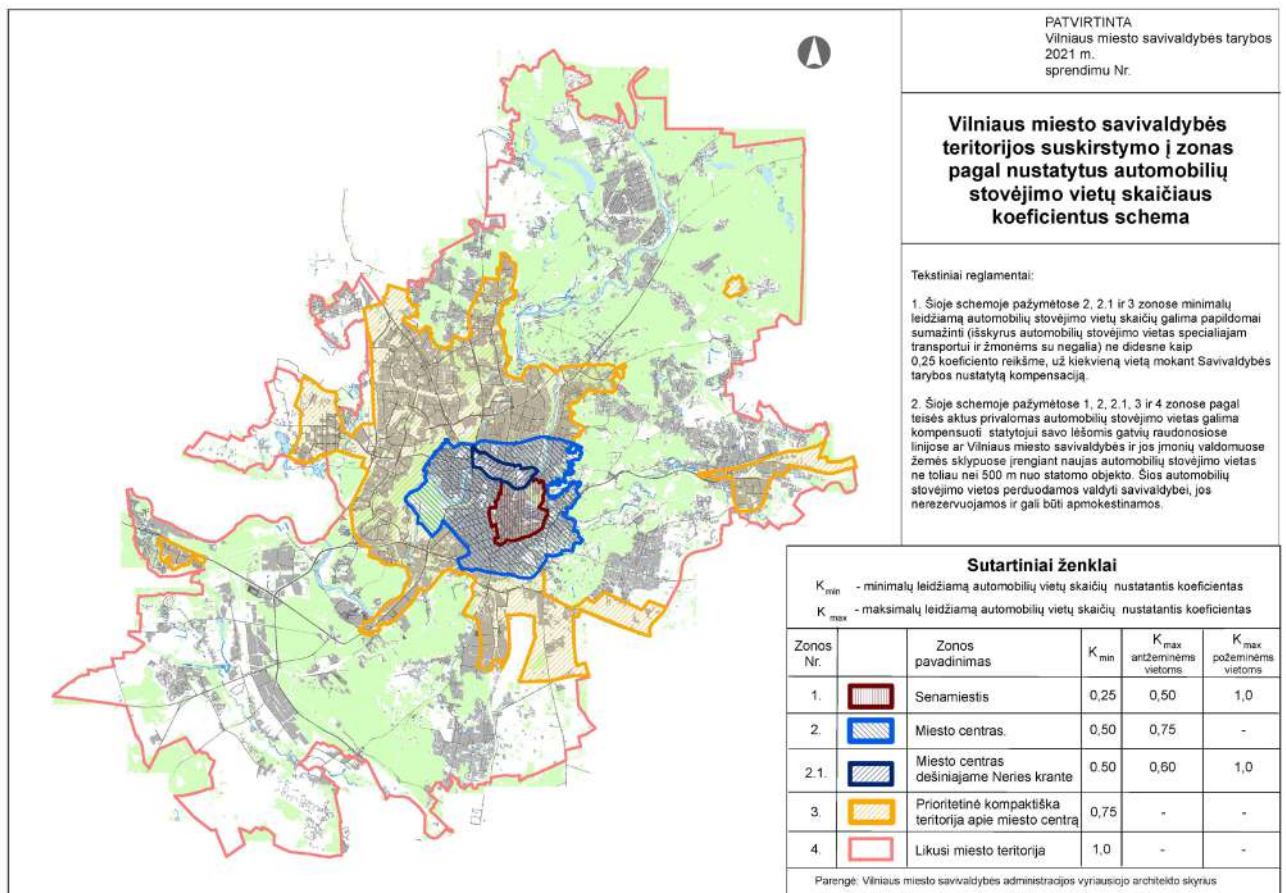 PATVIRTINTA
Vilniaus miesto savivaldybės tarybos
2021 m.
sprendimu Nr.
Vilniaus miesto savivaldybės
teritorijos suskirstymo į zonas
pagal nustatytus automobilių
stovėjimo vietų skaičiaus
koeficientus schema
Tekstiniai reglamentai:
1. Šioje schemoje pažymėtose 2, 2.1 ir 3 zonose minimalų
leidžiamą automobilių stovėjimo vietų skaičių galima papildomai
sumažinti (išskyrus automobilių stovėjimo vietas specialiajam
transportui ir žmonėms su negalia) ne didesne kaip
0,25 koeficiento reikšme, už kiekvieną vietą mokant Savivaldybės
tarybos nustatytą kompensaciją.
2. Šioje schemoje pažymėtose 1, 2, 2.1, 3 ir 4 zonose pagal
teisės aktus privalomas automobilių stovėjimo vietas galima
kompensuoti statytojui savo lėšomis gatvių raudonosiose
linijose ar Vilniaus miesto savivaldybės ir jos įmonių valdomuose
žemės sklypuose įrengiant naujas automobilių stovėjimo vietas
ne toliau nei 500 m nuo statomo objekto. Šios automobilių
stovėjimo vietos perduodamos valdyti savivaldybei, jos
nerezervuojamos ir gali būti apmokestinamos.
Sutartiniai ženklai
K min - minimalų leidžiamą automobilių vietų skaičių nustatantis koeficientas
K max - maksimalų leidžiamą automobilių vietų skaičių nustatantis koeficientas
Zonos Nr. Zonos pavadinimas K min K max antžeminėms vietoms K max požeminėms vietoms
1. Senamiestis 0,25 0,50 1,0
2. Miesto centras. 0,50 0,75 -
2.1. Miesto centras dešiniajame Neries krante 0.50 0,60 1,0
3. Prioritetinė kompaktiška teritorija apie miesto centrą 0,75 - -
4. Likusi miesto teritorija 1,0 - -
Parengė: Vilniaus miesto savivaldybės administracijos vyriausiojo architekto skyrius